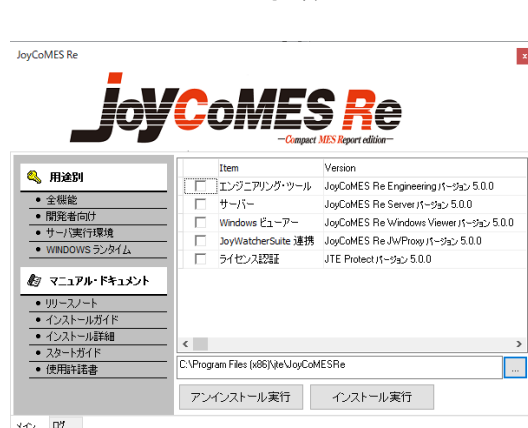 JoyCoMES Re
x
JoyCoMES Re
−Compact MES Report edition−
用途別
全機能
開発者向け
サーバ実行環境
WINDOWS ランタイム
マニュアル・ドキュメント
リリースノート
インストールガイド
インストール詳細
スタートガイド
使用許諾書
Item Version
エンジニアリング・ツール JoyCoMES Re Engineering バージョン 5.0.0
サーバー JoyCoMES Re Server バージョン 5.0.0
Windows ビューアー JoyCoMES Re Windows Viewer バージョン 5.0.0
JoyWatcherSuite 連携 JoyCoMES Re JWProxy バージョン 5.0.0
ライセンス認証 JTE Protect バージョン 5.0.0
C:\Program Files (x86)\jte\JoyCoMESRe
...
アンインストール実行 インストール実行
メイン ログ